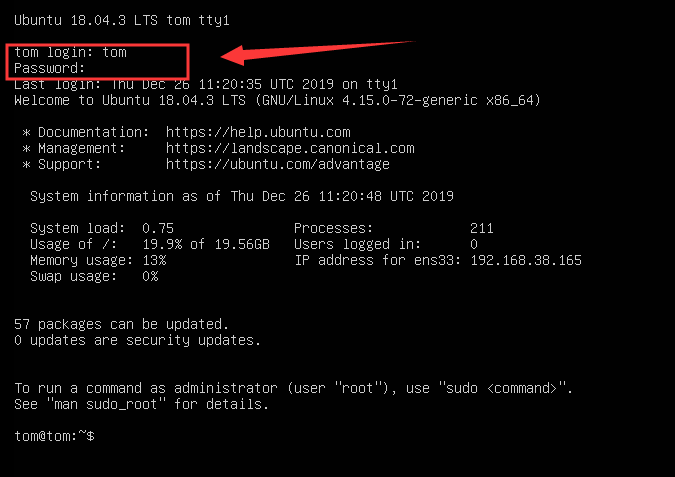 Ubuntu 18.04.3 LTS tom tty1
tom login: tom
Password:
Last login: Thu Dec 26 11:20:35 UTC 2019 on tty1
Welcome to Ubuntu 18.04.3 LTS (GNU/Linux 4.15.0-72-generic x86_64)
* Documentation:  https://help.ubuntu.com
* Management:     https://landscape.canonical.com
* Support:        https://ubuntu.com/advantage
System information as of Thu Dec 26 11:20:48 UTC 2019
System load:  0.75               Processes:            211
Usage of /:   19.9% of 19.56GB   Users logged in:      0
Memory usage: 13%                IP address for ens33: 192.168.38.165
Swap usage:   0%
57 packages can be updated.
0 updates are security updates.
To run a command as administrator (user "root"), use "sudo <command>".
See "man sudo_root" for details.
tom@tom:~$